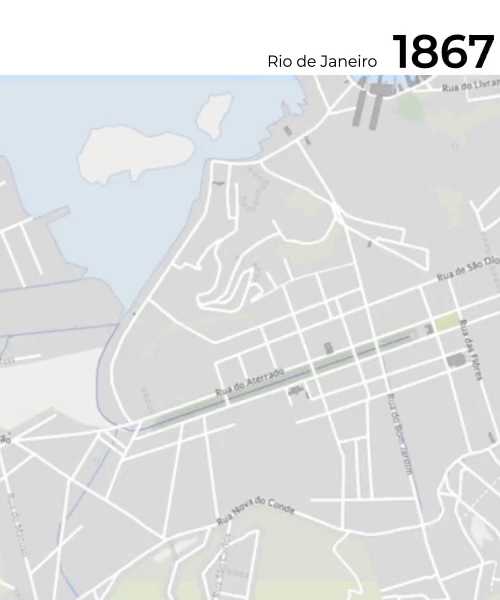 Rio de Janeiro 1867
Rua do Livram
Rua de São Dio
Rua das Flores
Rua do Aterrado
Rua do Bom Jardim
Rua Nova do Conde